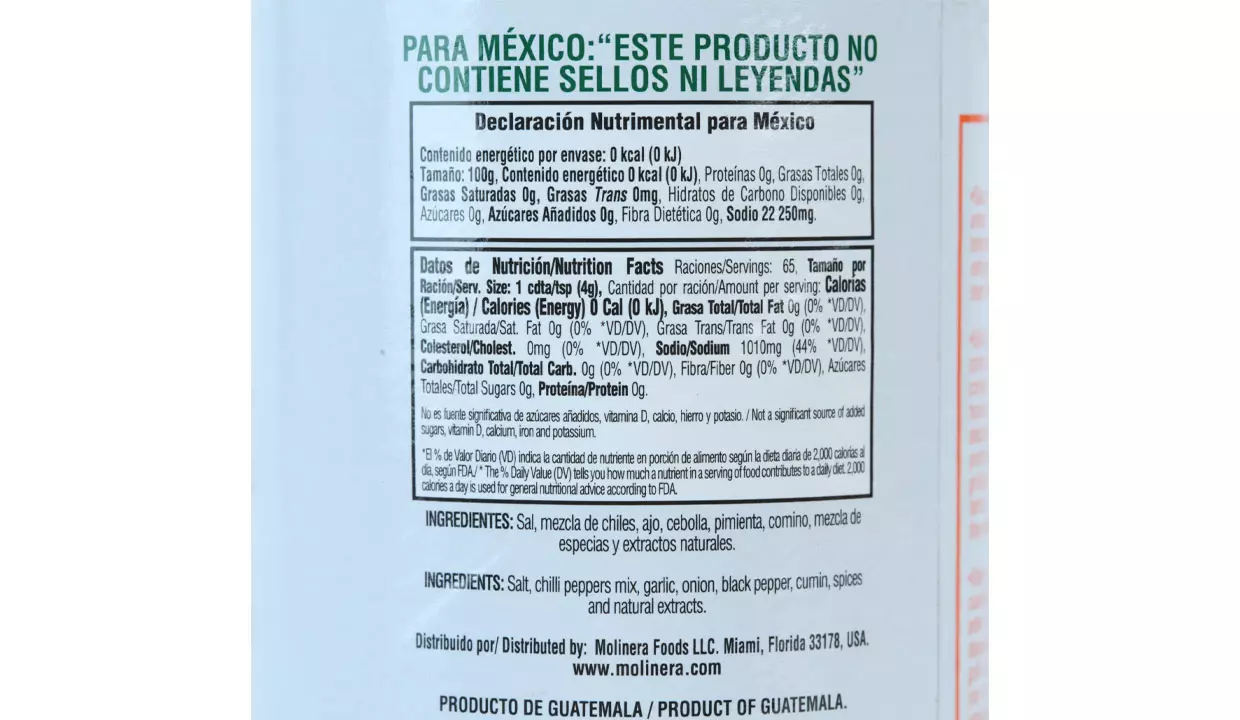 PARA MÉXICO:“ESTE PRODUCTO NO
CONTIENE SELLOS NI LEYENDAS”
Declaración Nutrimental para México
Contenido energético por envase: 0 kcal (0 kJ)
Tamaño: 100g, Contenido energético 0 kcal (0 kJ), Proteínas 0g, Grasas Totales 0g,
Grasas Saturadas 0g, Grasas Trans 0mg, Hidratos de Carbono Disponibles 0g,
Azúcares 0g, Azúcares Añadidos 0g, Fibra Dietética 0g, Sodio 22 250mg.
Datos de Nutrición/Nutrition Facts Raciones/Servings: 65, Tamaño por
Ración/Serv. Size: 1 cdta/tsp (4g), Cantidad por ración/Amount per serving: Calorías
(Energía) / Calories (Energy) 0 Cal (0 kJ), Grasa Total/Total Fat 0g (0% *VD/DV),
Grasa Saturada/Sat. Fat 0g (0% *VD/DV), Grasa Trans/Trans Fat 0g (0% *VD/DV),
Colesterol/Cholest. 0mg (0% *VD/DV), Sodio/Sodium 1010mg (44% *VD/DV),
Carbohidrato Total/Total Carb. 0g (0% *VD/DV), Fibra/Fiber 0g (0% *VD/DV), Azúcares
Totales/Total Sugars 0g, Proteína/Protein 0g.
No es fuente significativa de azúcares añadidos, vitamina D, calcio, hierro y potasio. / Not a significant source of added
sugars, vitamin D, calcium, iron and potassium.
*El % de Valor Diario (VD) indica la cantidad de nutriente en porción de alimento según la dieta diaria de 2,000 calorías al
día, según FDA./ * The % Daily Value (DV) tells you how much a nutrient in a serving of food contributes to a daily diet. 2,000
calories a day is used for general nutritional advice according to FDA.
INGREDIENTES: Sal, mezcla de chiles, ajo, cebolla, pimienta, comino, mezcla de
especias y extractos naturales.
INGREDIENTS: Salt, chilli peppers mix, garlic, onion, black pepper, cumin, spices
and natural extracts.
Distribuido por/ Distributed by: Molinera Foods LLC. Miami, Florida 33178, USA.
www.molinera.com
PRODUCTO DE GUATEMALA / PRODUCT OF GUATEMALA.